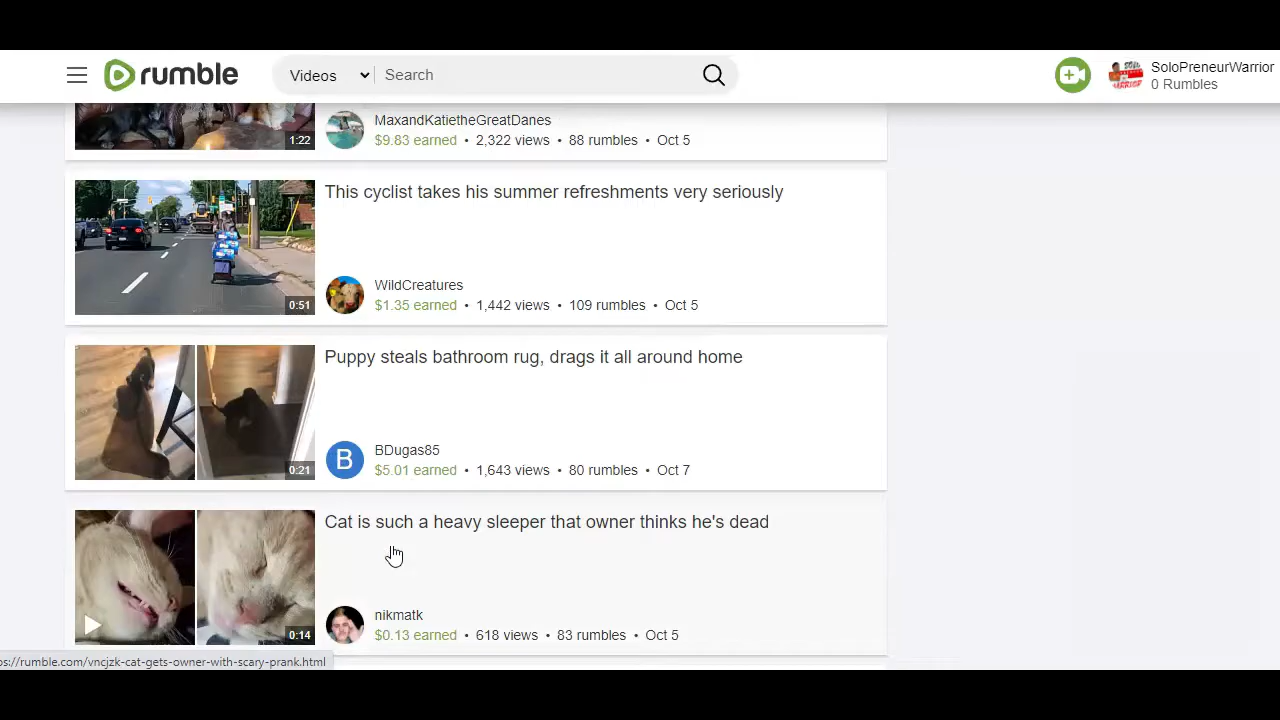 rumble
Videos
Search
SoloPreneurWarrior
0 Rumbles
1:22
MaxandKatietheGreatDanes
$9.83 earned • 2,322 views • 88 rumbles • Oct 5
This cyclist takes his summer refreshments very seriously
0:51
WildCreatures
$1.35 earned • 1,442 views • 109 rumbles • Oct 5
Puppy steals bathroom rug, drags it all around home
0:21
B
BDugas85
$5.01 earned • 1,643 views • 80 rumbles • Oct 7
Cat is such a heavy sleeper that owner thinks he's dead
0:14
nikmatk
$0.13 earned • 618 views • 83 rumbles • Oct 5
ps://rumble.com/vncjzk-cat-gets-owner-with-scary-prank.html